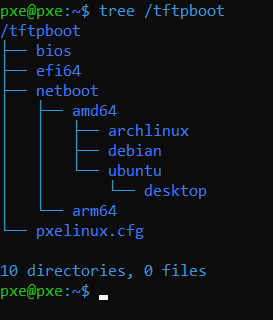 pxe@pxe:~$ tree /tftpboot
/tftpboot
├── bios
├── efi64
├── netboot
│   ├── amd64
│   │   ├── archlinux
│   │   ├── debian
│   │   └── ubuntu
│   │       └── desktop
│   └── arm64
└── pxelinux.cfg

10 directories, 0 files
pxe@pxe:~$